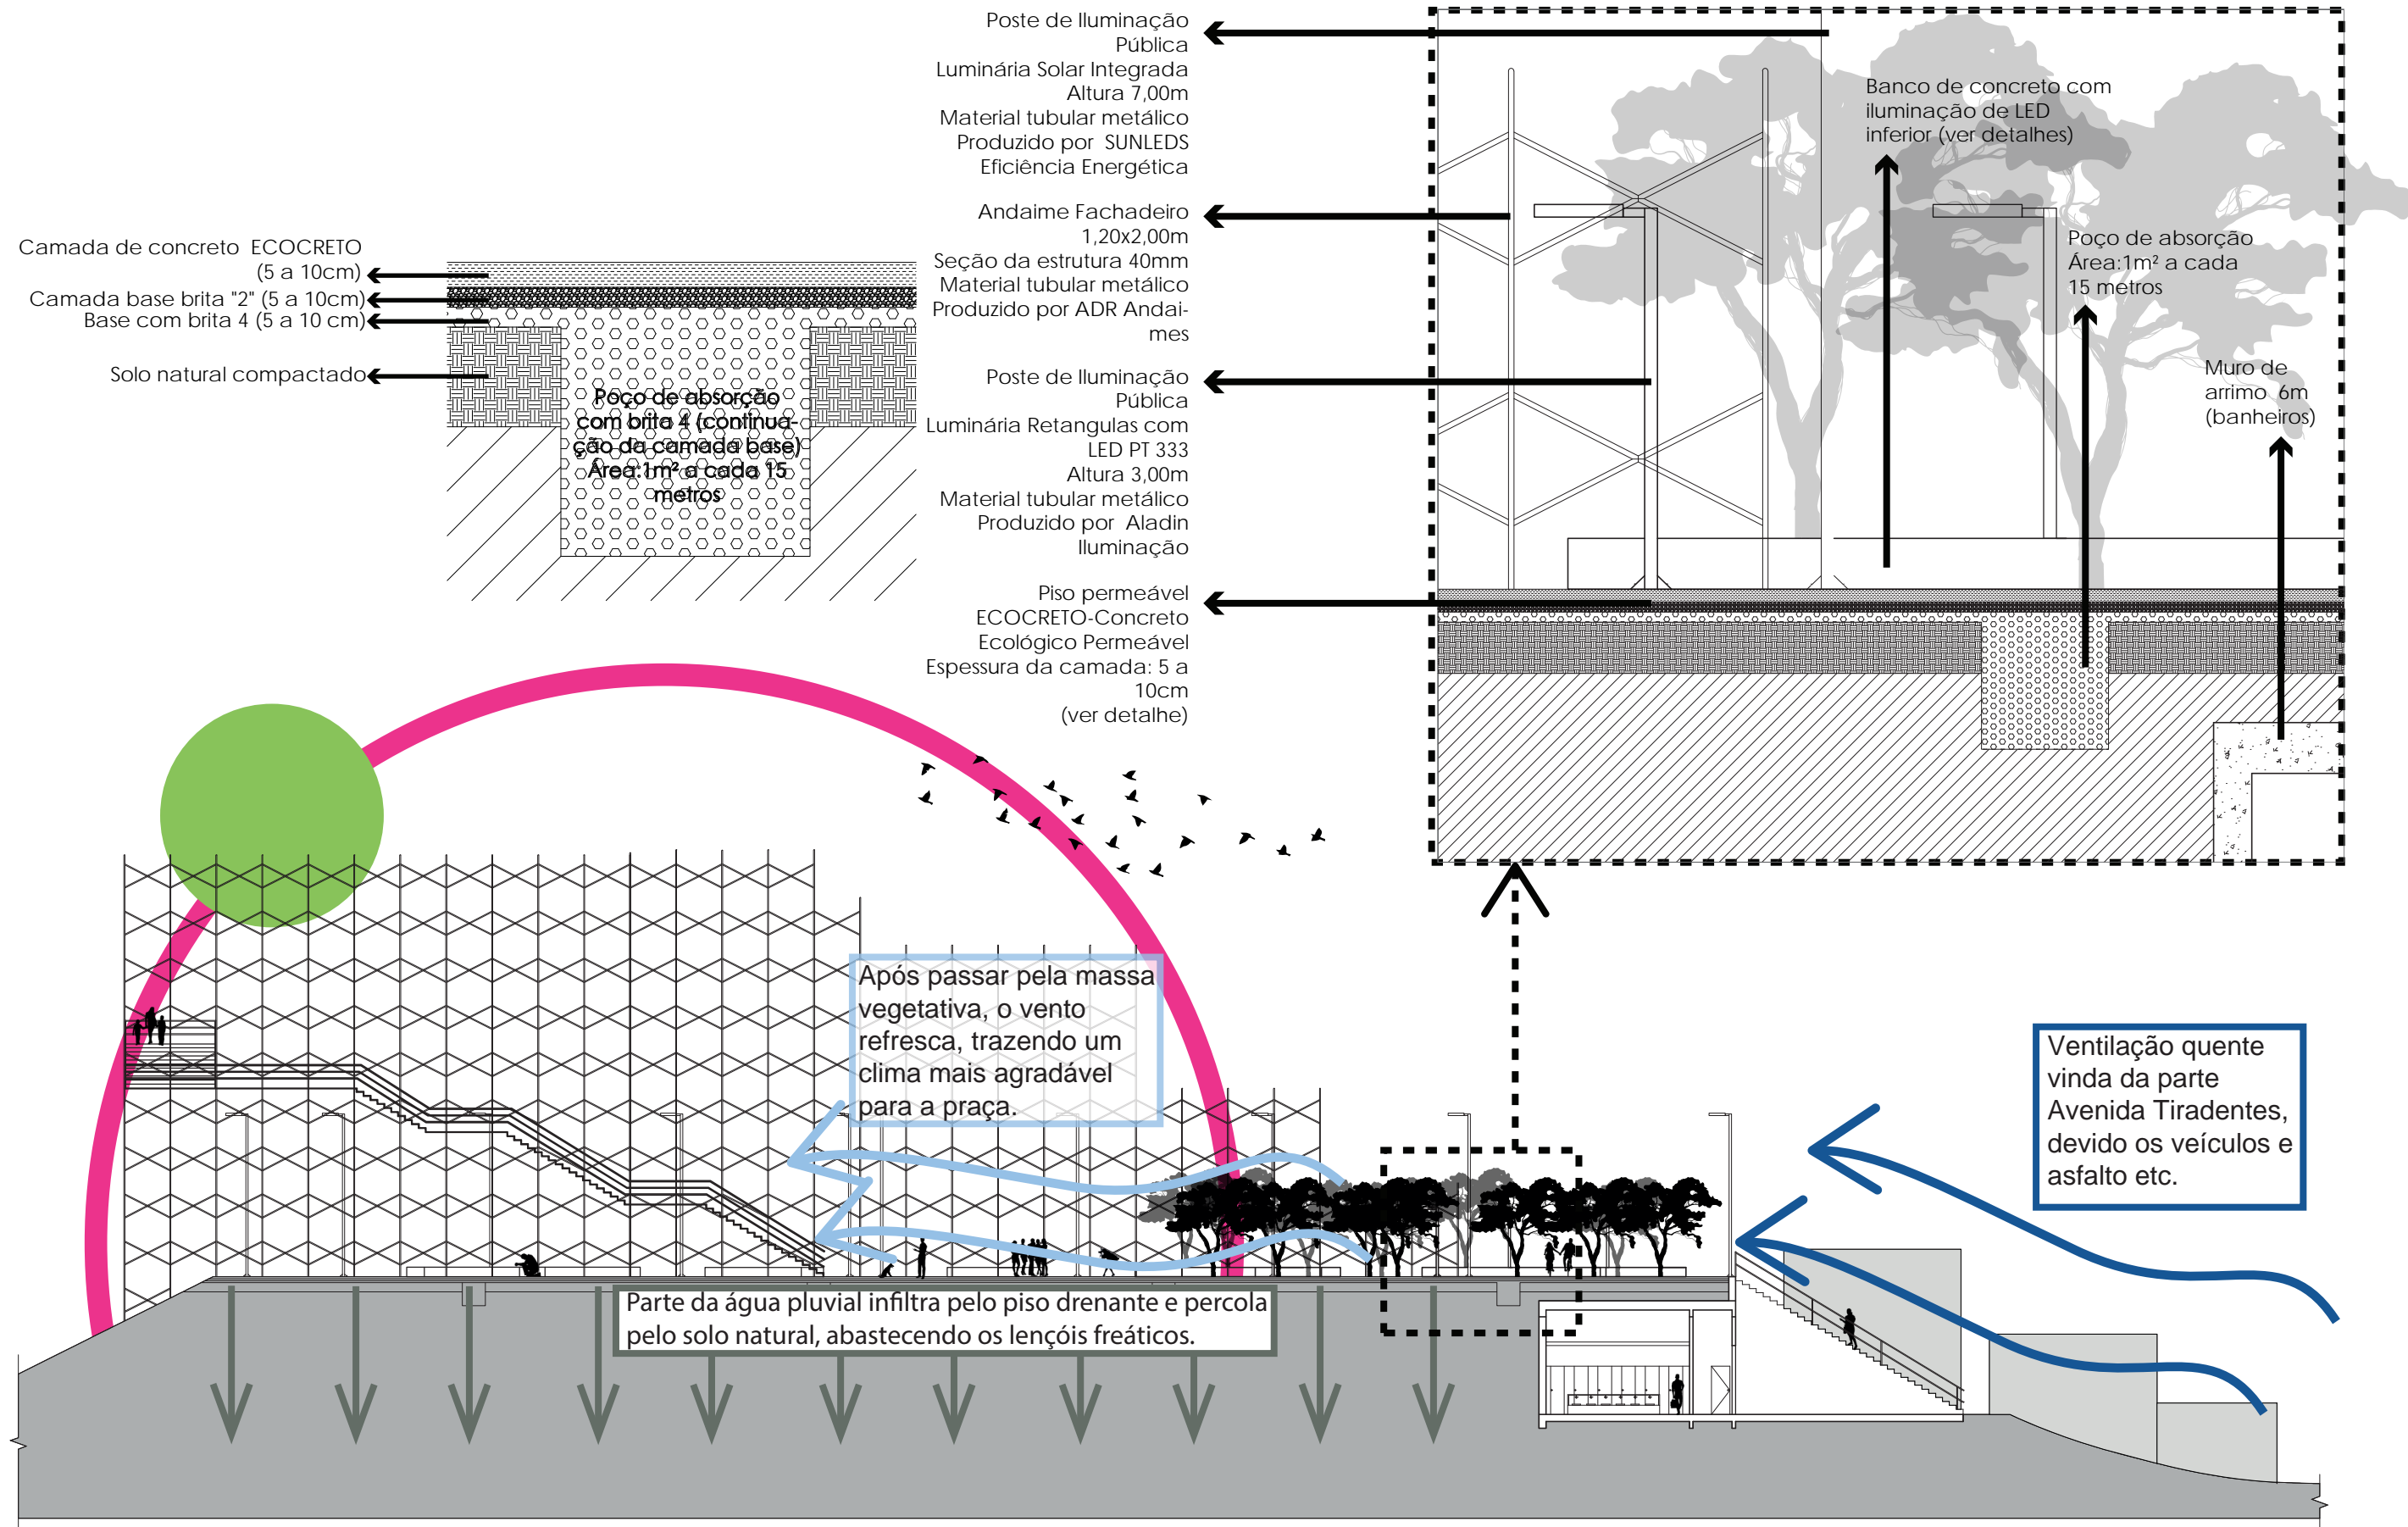 Camada de concreto ECOCRETO
(5 a 10cm)
Camada base brita "2" (5 a 10cm)
Base com brita 4 (5 a 10 cm)
Solo natural compactado
Poço de absorção
com brita 4 (continua-
ção da camada base)
Área:1m² a cada 15
metros
Poste de Iluminação
Pública
Luminária Solar Integrada
Altura 7,00m
Material tubular metálico
Produzido por SUNLEDS
Eficiência Energética
Andaime Fachadeiro
1,20x2,00m
Seção da estrutura 40mm
Material tubular metálico
Produzido por ADR Andai-
mes
Poste de Iluminação
Pública
Luminária Retangulas com
LED PT 333
Altura 3,00m
Material tubular metálico
Produzido por Aladin
Iluminação
Piso permeável
ECOCRETO-Concreto
Ecológico Permeável
Espessura da camada: 5 a
10cm
(ver detalhe)
Banco de concreto com
iluminação de LED
inferior (ver detalhes)
Poço de absorção
Área:1m² a cada
15 metros
Muro de
arrimo 6m
(banheiros)
Após passar pela massa
vegetativa, o vento
refresca, trazendo um
clima mais agradável
para a praça.
Ventilação quente
vinda da parte
Avenida Tiradentes,
devido os veículos e
asfalto etc.
Parte da água pluvial infiltra pelo piso drenante e percola
pelo solo natural, abastecendo os lençóis freáticos.